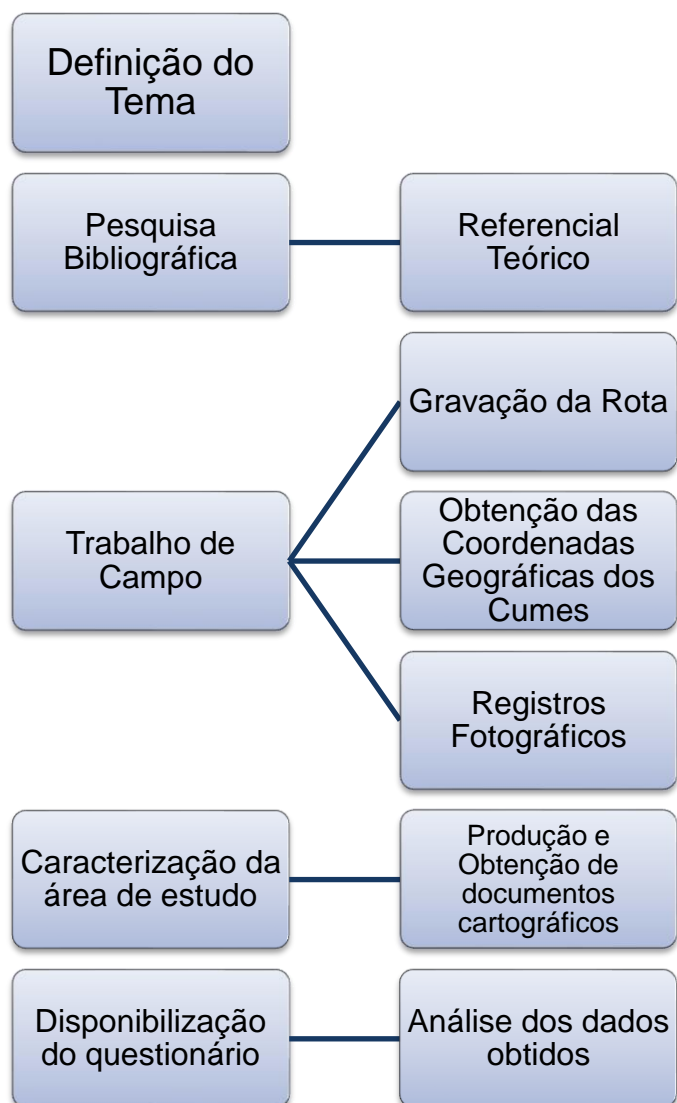 Definição do
Tema
Pesquisa
Bibliográfica
Referencial
Teórico
Trabalho de
Campo
Gravação da Rota
Obtenção das
Coordenadas
Geográficas dos
Cumes
Registros
Fotográficos
Caracterização da
área de estudo
Produção e
Obtenção de
documentos
cartográficos
Disponibilização
do questionário
Análise dos dados
obtidos